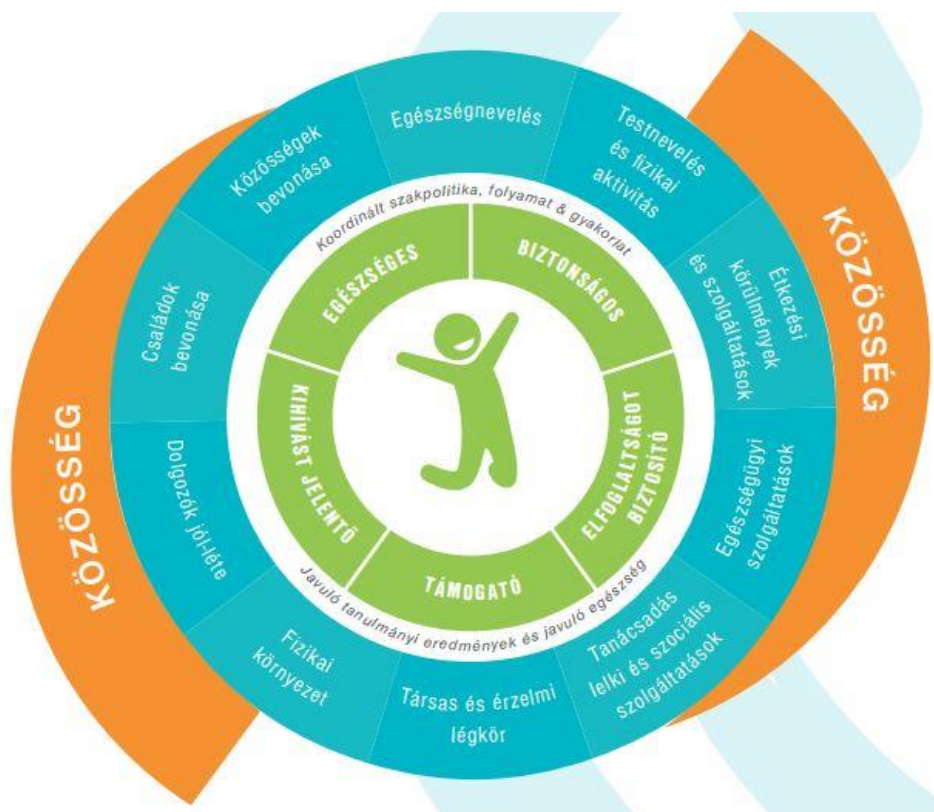 Egészségnevelés
Testnevelés
és fizikai
aktivitás
Étkezési
körülmények
és szolgáltatások
Egészségügyi
szolgáltatások
Tanácsadás
lelki és szociális
szolgáltatások
Társas és érzelmi
légkör
Fizikai
környezet
Dolgozók jól-léte
Családok
bevonása
Közösségek
bevonása
Koordinált szakpolitika, folyamat & gyakorlat
EGÉSZSÉGES
BIZTONSÁGOS
ELFOGLALTSÁGOT
BIZTOSÍTÓ
TÁMOGATÓ
KIHÍVÁST JELENTŐ
Javuló tanulmányi eredmények és javuló egészség
KÖZÖSSÉG
KÖZÖSSÉG